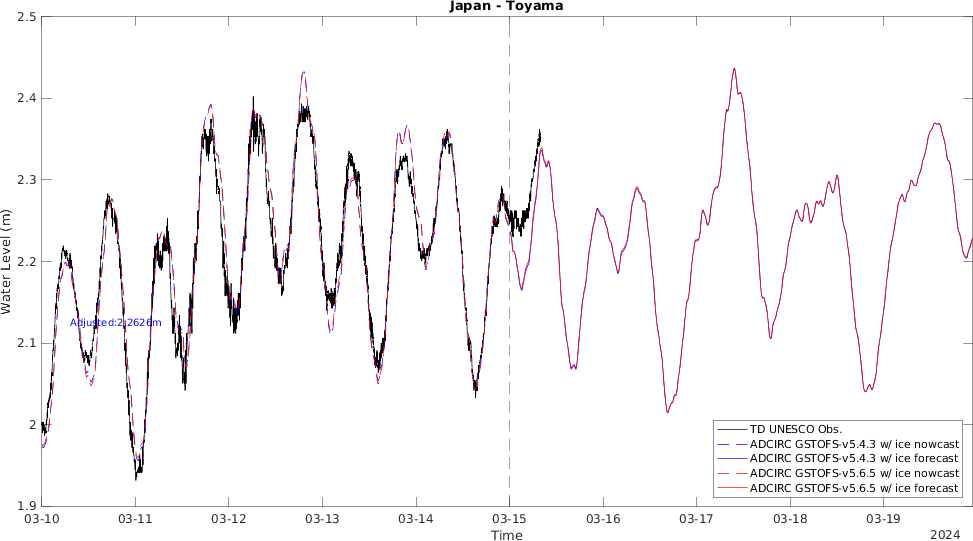 Japan - Toyama
2.5
2.4
2.3
2.2
2.1
2
1.9
Water Level (m)
Adjusted:2.2626m
TD UNESCO Obs.
ADCIRC GSTOFS-v5.4.3 w/ ice nowcast
ADCIRC GSTOFS-v5.4.3 w/ ice forecast
ADCIRC GSTOFS-v5.6.5 w/ ice nowcast
ADCIRC GSTOFS-v5.6.5 w/ ice forecast
03-10 03-11 03-12 03-13 03-14 03-15 03-16 03-17 03-18 03-19
Time
2024